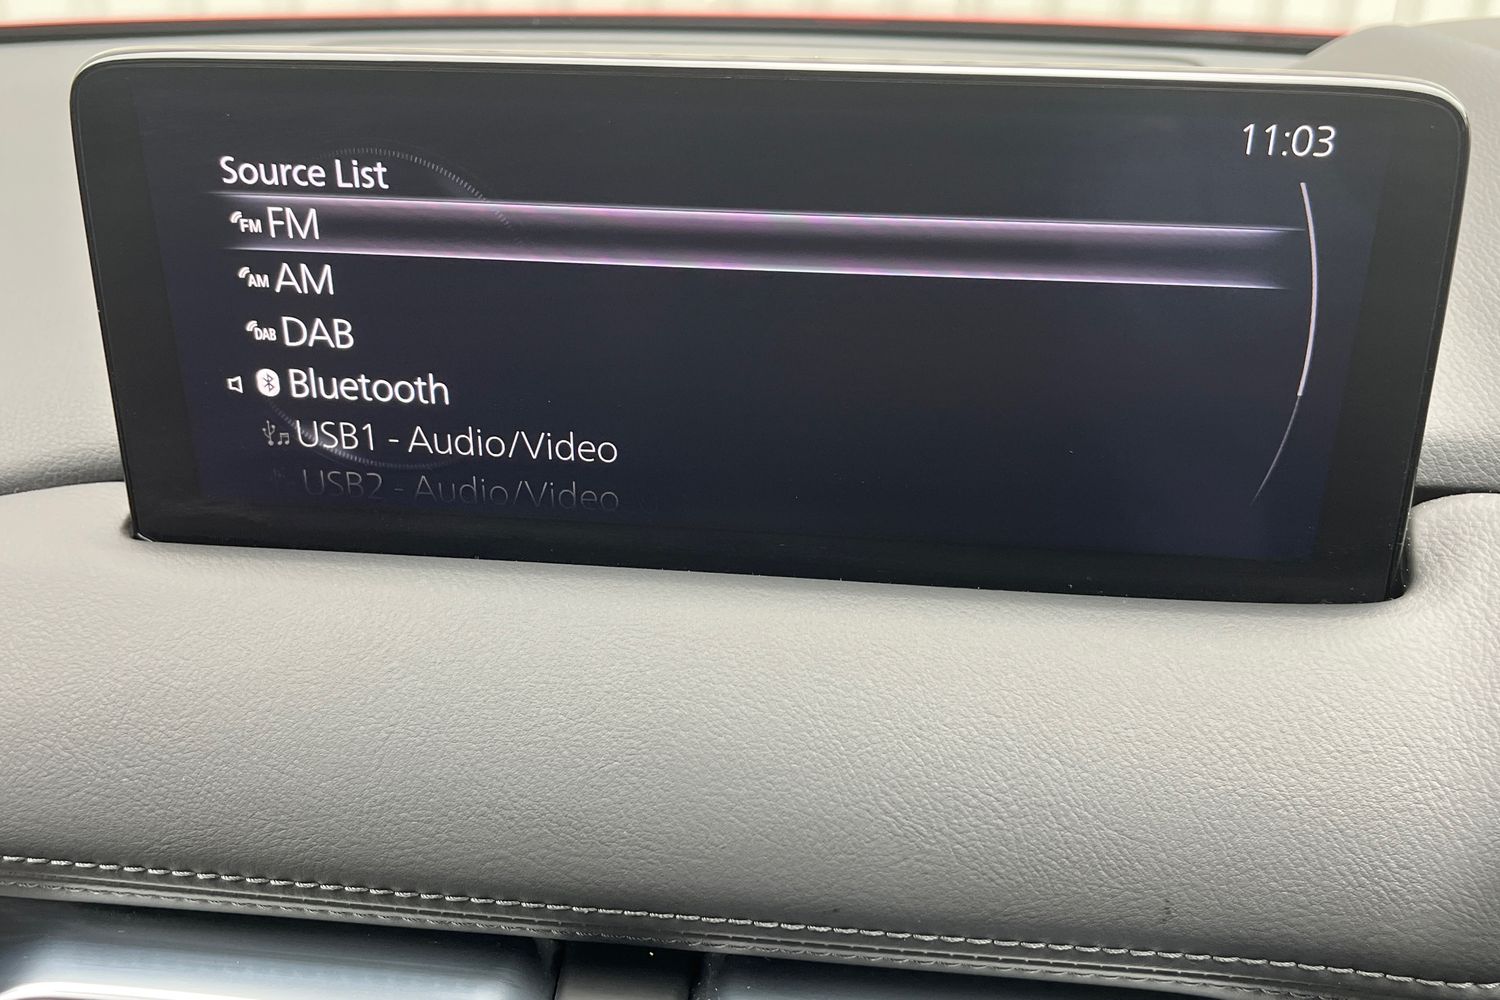 11:03
Source List
FM FM
AM AM
DAB DAB
Bluetooth
USB1 - Audio/Video
USB2 - Audio/Video